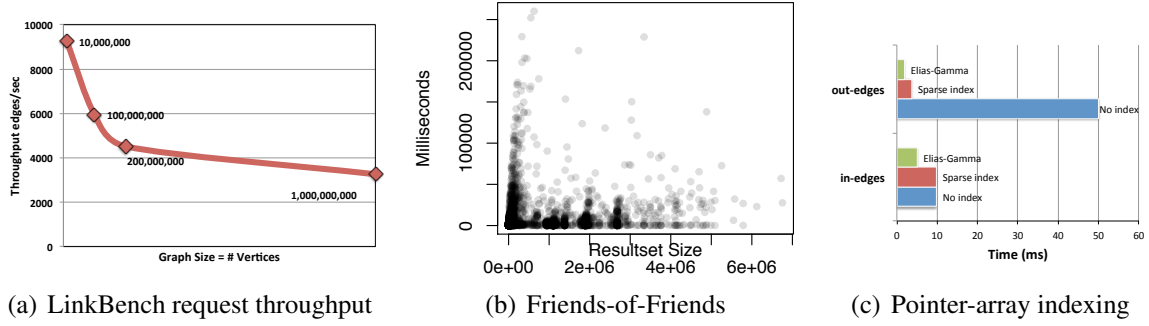 10000
8000
6000
4000
2000
0
Throughput edges/sec
10,000,000
100,000,000
200,000,000
1,000,000,000
Graph Size = # Vertices
(a) LinkBench request throughput
Milliseconds
0
100000
200000
Resultset Size
0e+00
2e+06
4e+06
6e+06
(b) Friends-of-Friends
out-edges
Elias-Gamma
Sparse index
No index
in-edges
Elias-Gamma
Sparse index
No index
0 10 20 30 40 50 60
Time (ms)
(c) Pointer-array indexing